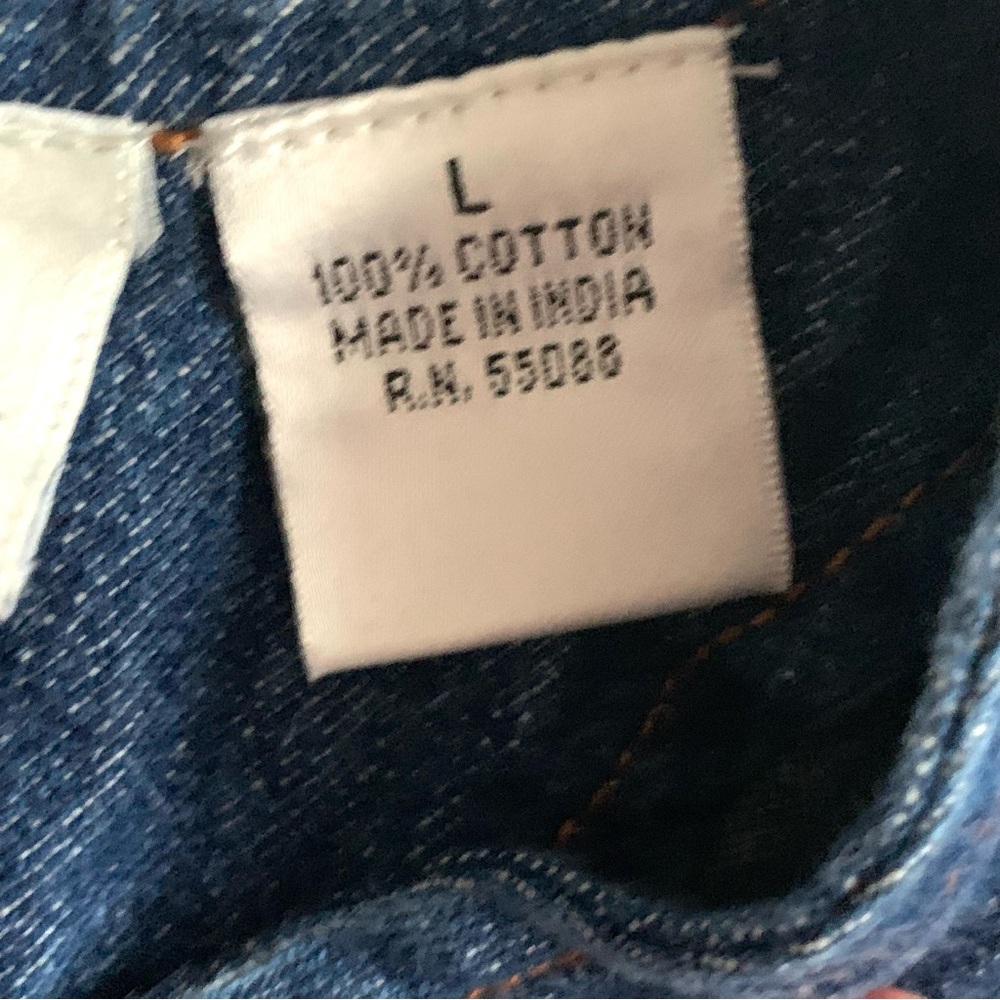 L
100% COTTON
MADE IN INDIA
R.N. 55088